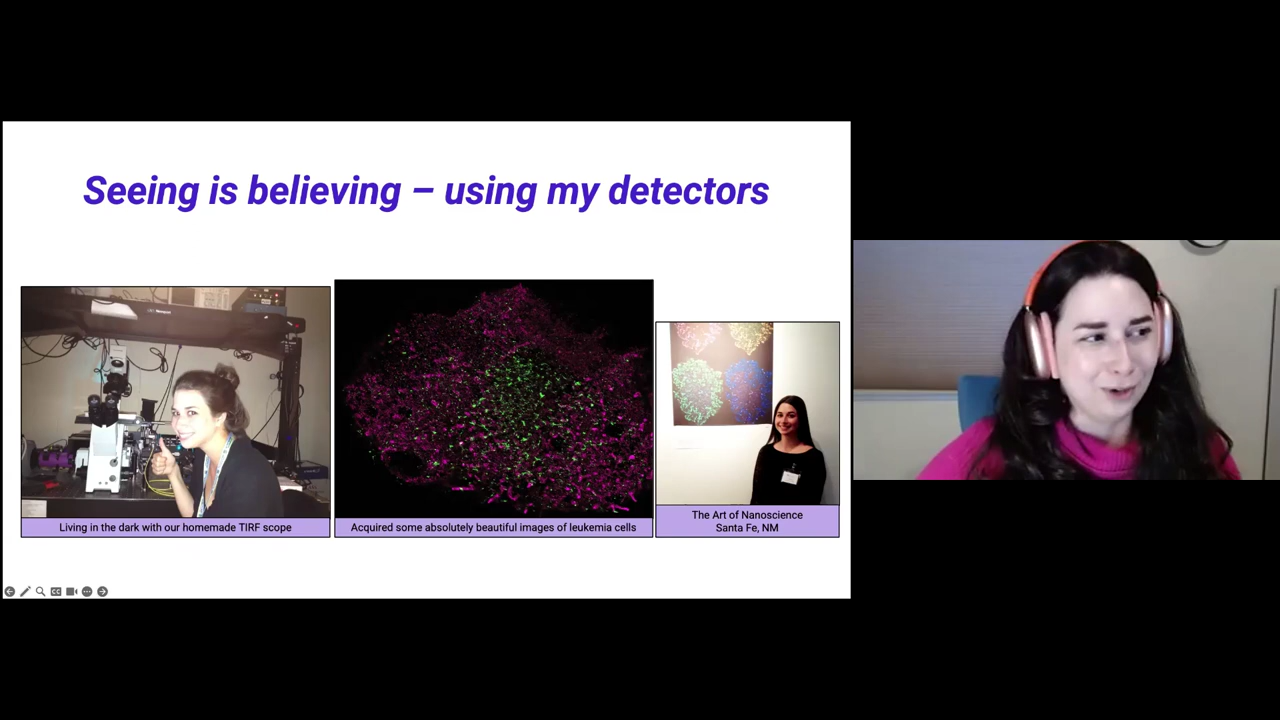 Seeing is believing – using my detectors
Living in the dark with our homemade TIRF scope
Acquired some absolutely beautiful images of leukemia cells
The Art of Nanoscience
Santa Fe, NM